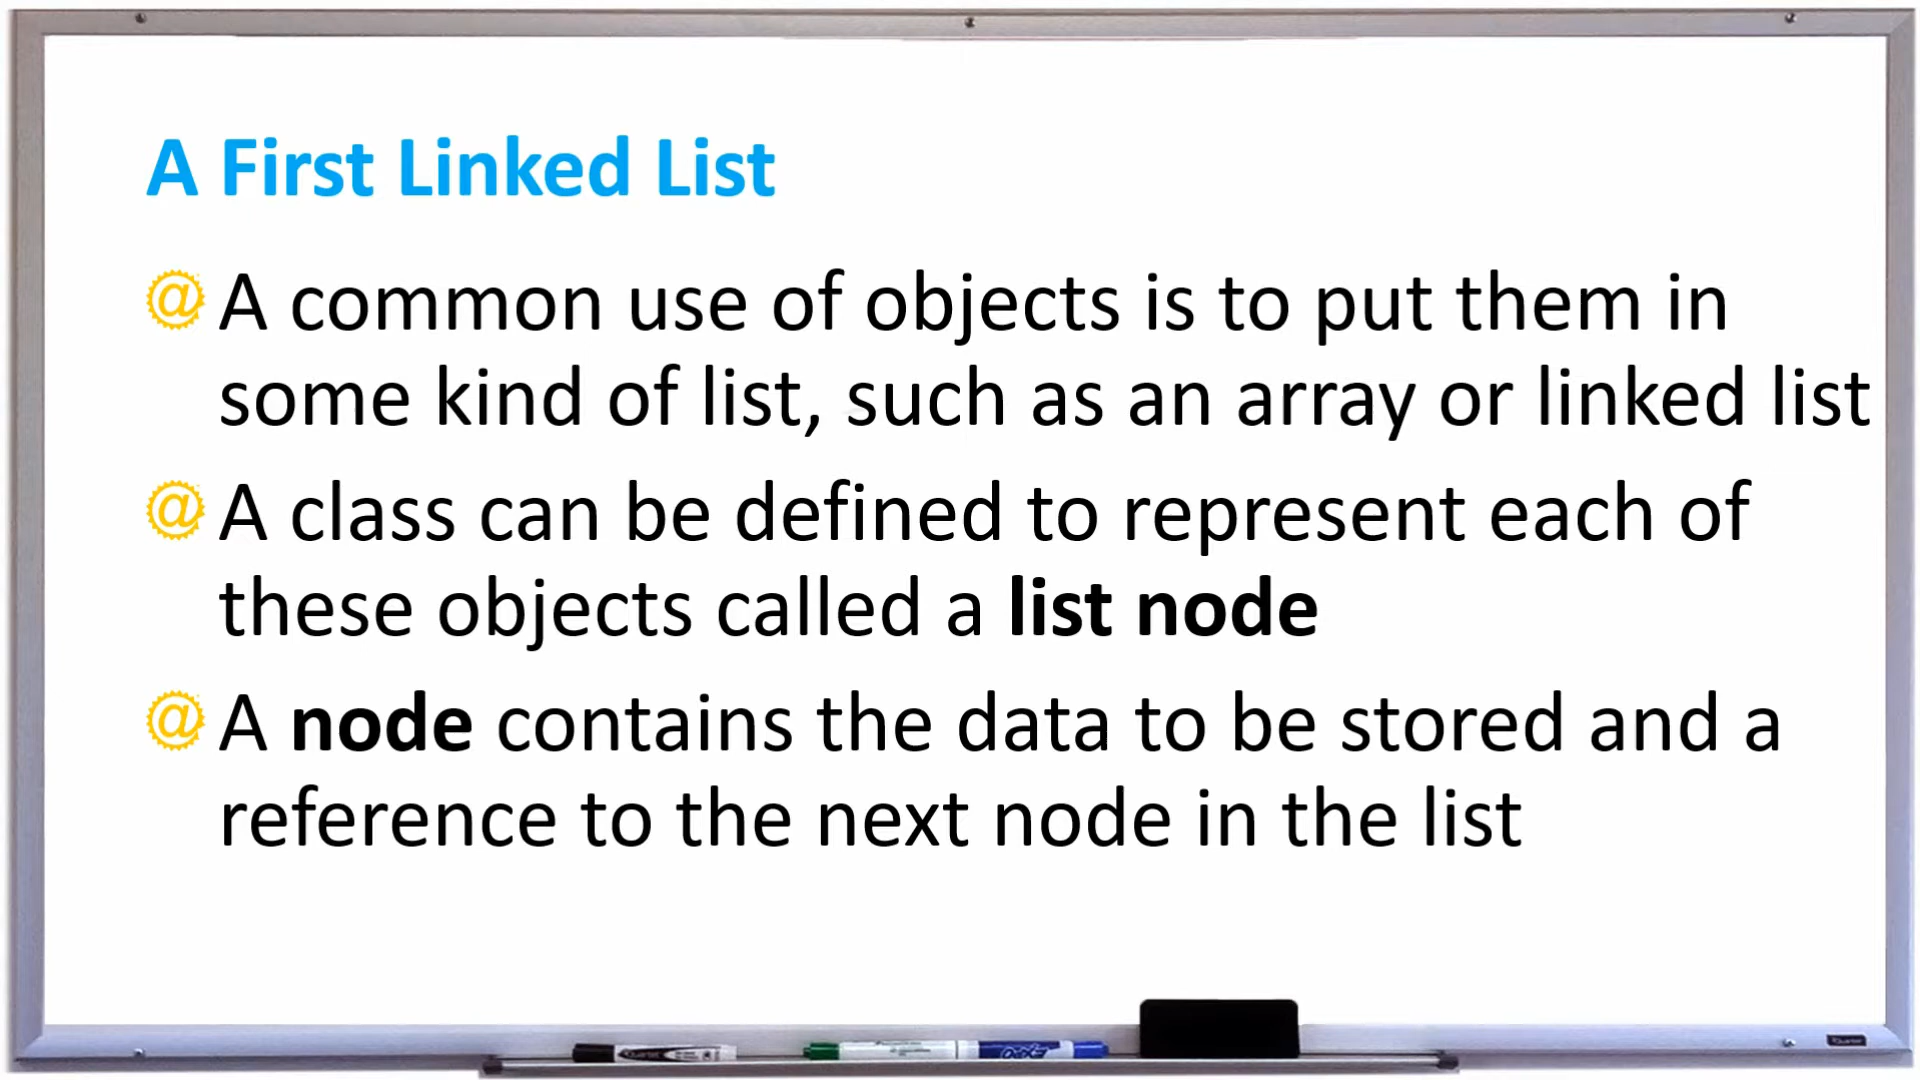 A First Linked List
@ A common use of objects is to put them in
some kind of list, such as an array or linked list
@ A class can be defined to represent each of
these objects called a list node
@ A node contains the data to be stored and a
reference to the next node in the list
Quartet